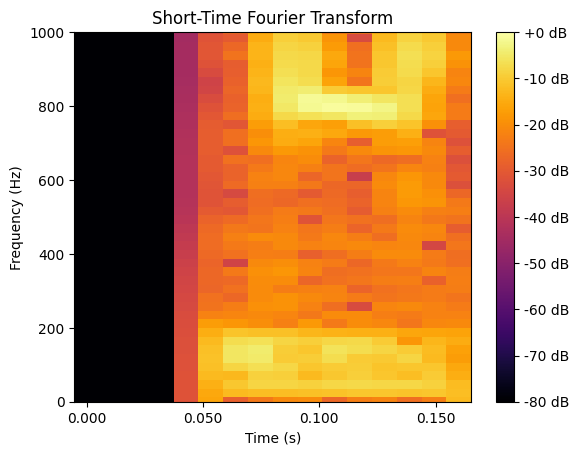 Short-Time Fourier Transform
1000
800
600
400
200
0
Frequency (Hz)
0.000
0.050
0.100
0.150
Time (s)
+0 dB
-10 dB
-20 dB
-30 dB
-40 dB
-50 dB
-60 dB
-70 dB
-80 dB